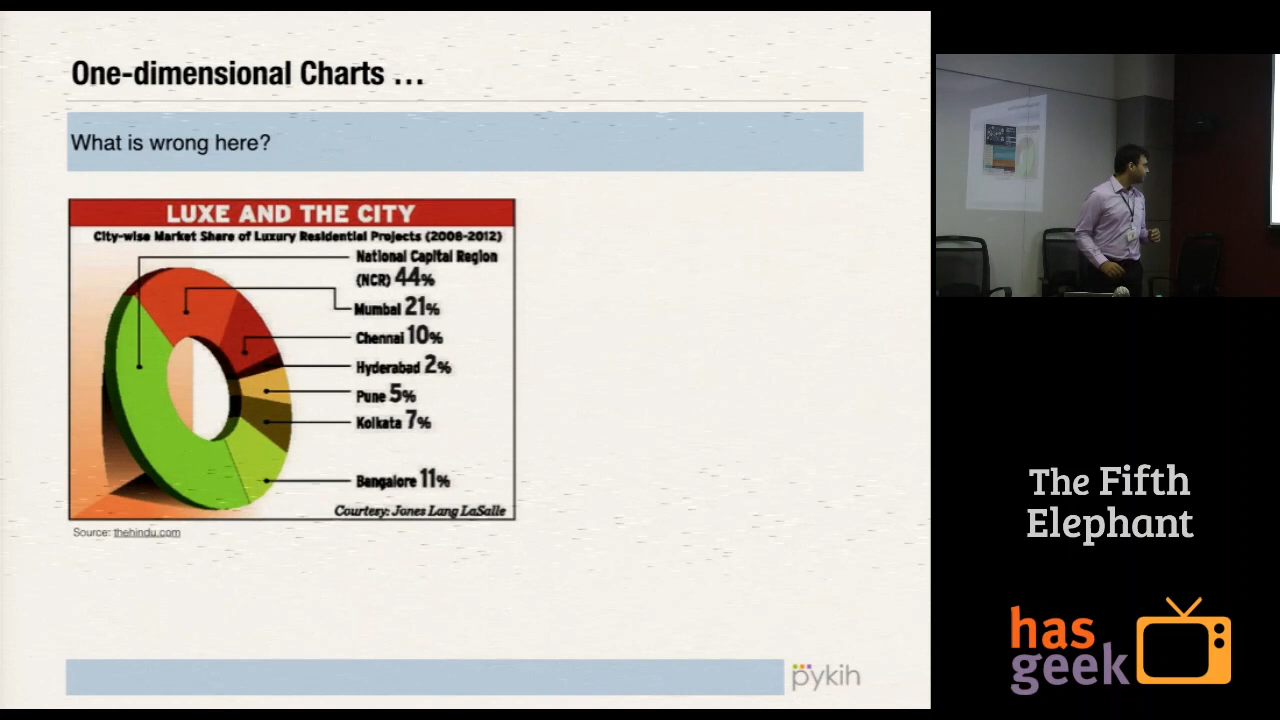 One-dimensional Charts …
What is wrong here?
LUXE AND THE CITY
City-wise Market Share of Luxury Residential Projects (2008-2012)
National Capital Region
(NCR) 44%
Mumbai 21%
Chennai 10%
Hyderabad 2%
Pune 5%
Kolkata 7%
Bangalore 11%
Courtesy: Jones Lang LaSalle
Source: thehindu.com
pykih
The Fifth
Elephant
has
geek